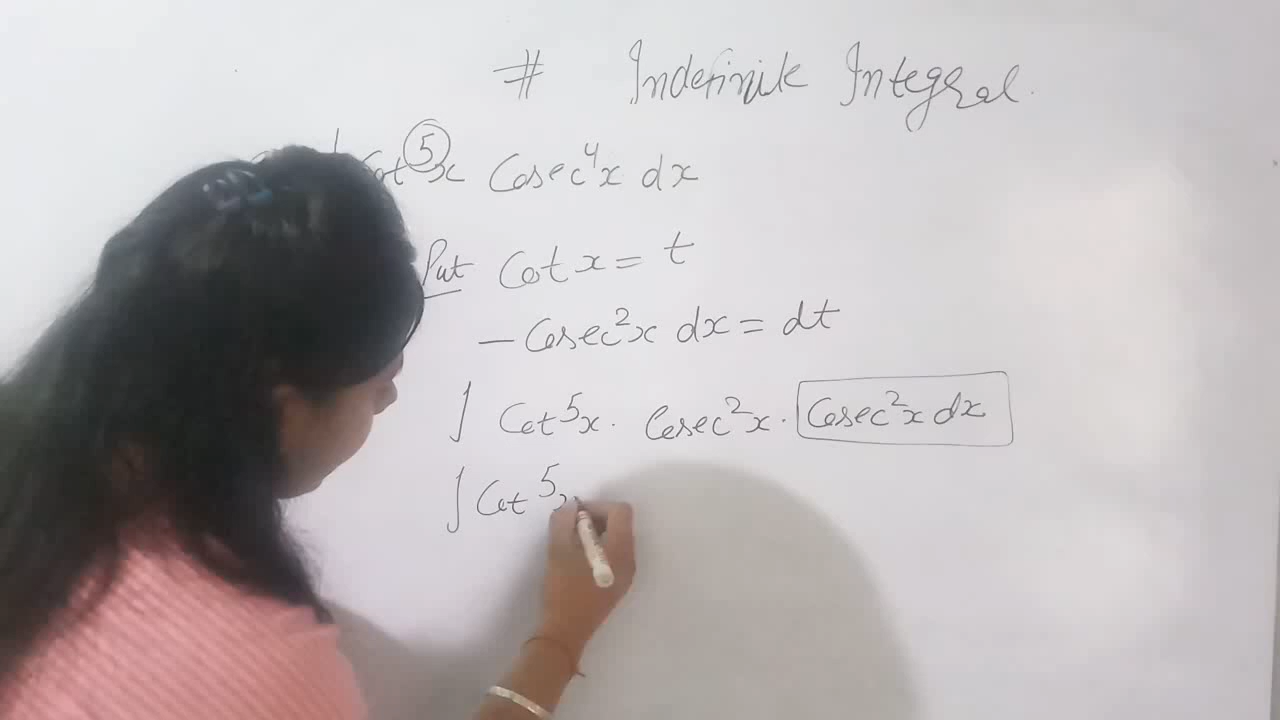 # Indefinite Integral.
cot⁵x Cosec⁴x dx
Put Cot x = t
− Cosec²x dx = dt
∫ Cot⁵x . Cosec²x . Cosec²x dx
∫ Cot⁵x